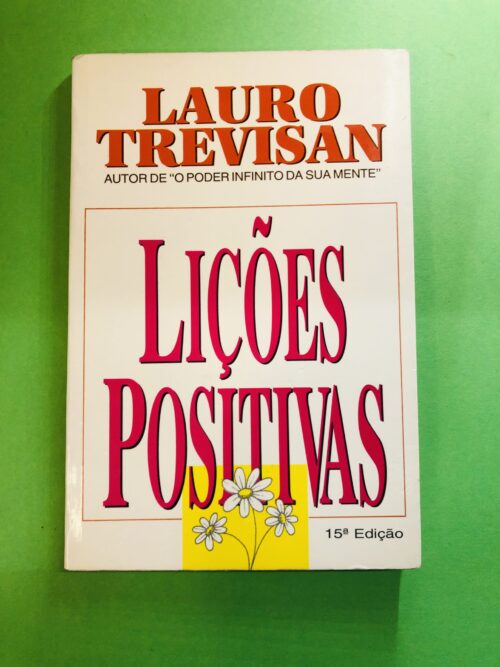 LAURO
TREVISAN
AUTOR DE "O PODER INFINITO DA SUA MENTE"
LIÇÕES
POSITIVAS
15ª Edição